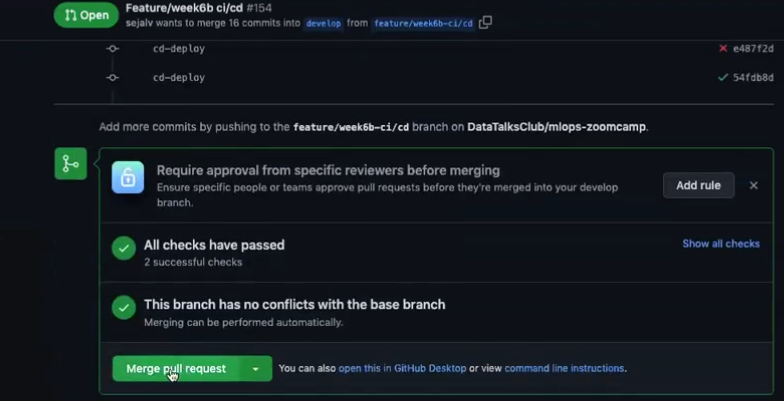 Open
Feature/week6b ci/cd #154
sejalv wants to merge 16 commits into develop from feature/week6b-ci/cd
cd-deploy e487f2d
cd-deploy 54fdb8d
Add more commits by pushing to the feature/week6b-ci/cd branch on DataTalksClub/mlops-zoomcamp.
Require approval from specific reviewers before merging
Ensure specific people or teams approve pull requests before they're merged into your develop
branch.
Add rule
All checks have passed
2 successful checks
Show all checks
This branch has no conflicts with the base branch
Merging can be performed automatically.
Merge pull request
You can also open this in GitHub Desktop or view command line instructions.